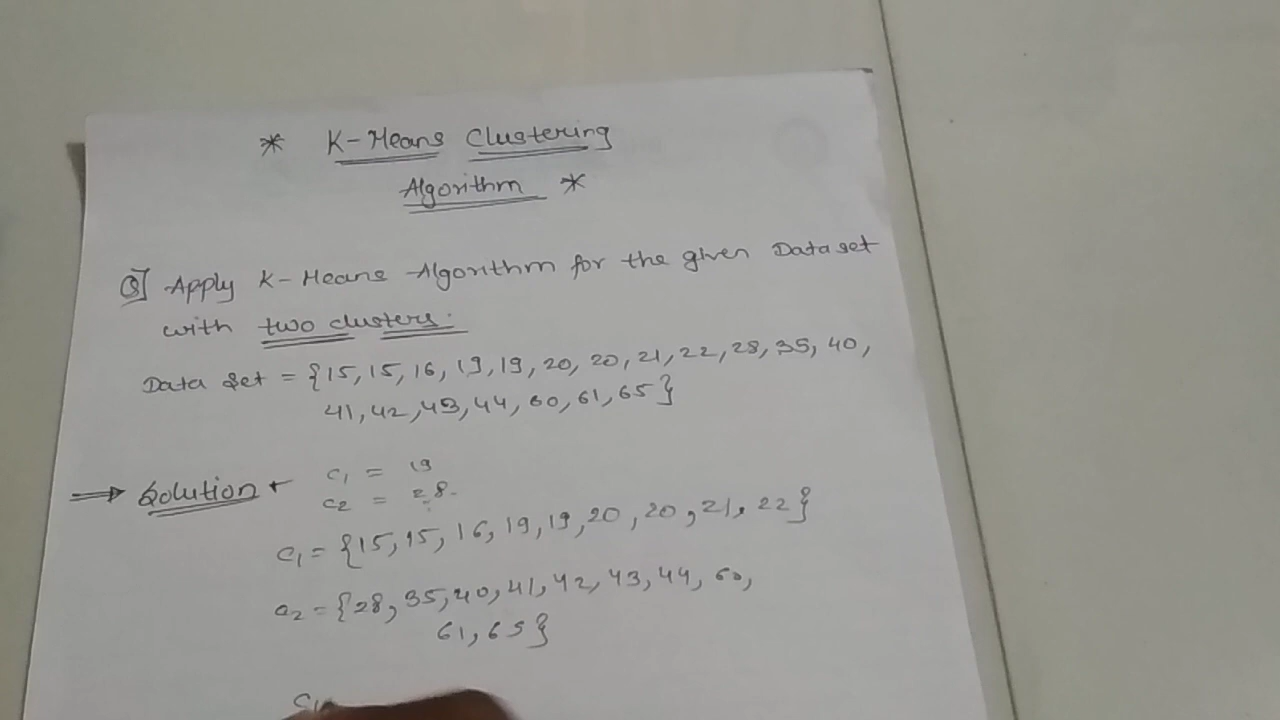 * K-Means Clustering
Algorithm *
Q] Apply K-Means Algorithm for the given Dataset
with two clusters.
Data Set = {15, 15, 16, 19, 19, 20, 20, 21, 22, 28, 35, 40,
41, 42, 43, 44, 60, 61, 65}
⇒ Solution
c₁ = 19
c₂ = 28.
c₁ = {15, 15, 16, 19, 19, 20, 20, 21, 22}
c₂ = {28, 35, 40, 41, 42, 43, 44, 60,
61, 65}